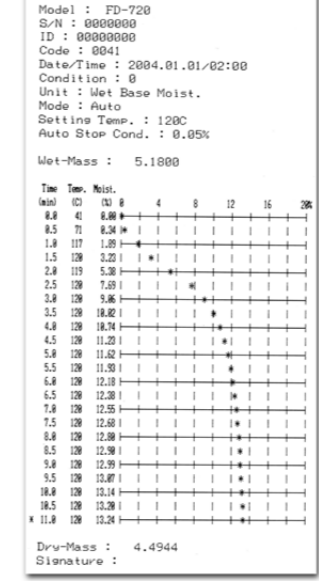 Model : FD-720
S/N : 0000000
ID : 00000000
Code : 0041
Date/Time : 2004.01.01/02:00
Condition : 0
Unit : Wet Base Moist.
Mode : Auto
Setting Temp. : 120C
Auto Stop Cond. : 0.05%
Wet-Mass : 5.1800
Time Temp. Moist.
(min) (C) (%) 0 4 8 12 16 20%
0.0 41 0.00
0.5 71 0.34
1.0 117 1.89
1.5 120 3.23
2.0 119 5.38
2.5 120 7.69
3.0 120 9.06
3.5 120 10.02
4.0 120 10.74
4.5 120 11.23
5.0 120 11.62
5.5 120 11.93
6.0 120 12.18
6.5 120 12.38
7.0 120 12.55
7.5 120 12.68
8.0 120 12.80
8.5 120 12.90
9.0 120 12.99
9.5 120 13.07
10.0 120 13.14
10.5 120 13.20
* 11.0 120 13.24
Dry-Mass : 4.4944
Signature :